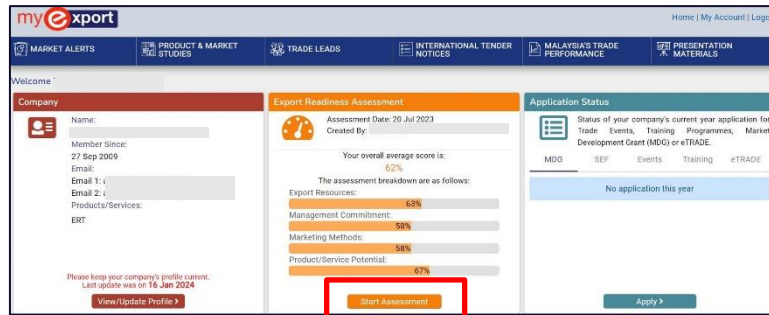 myexport
Home | My Account |
MARKET ALERTS
PRODUCT & MARKET
STUDIES
TRADE LEADS
INTERNATIONAL TENDER
NOTICES
MALAYSIA'S TRADE
PERFORMANCE
PRESENTATION
MATERIALS
Welcome
Company
Name:
Member Since:
27 Sep 2009
Email:
Email 1:
Email 2:
Products/Services:
ERT
Please keep your company's profile current.
Last update was on 16 Jan 2024
View/Update Profile >
Export Readiness Assessment
Assessment Date: 20 Jul 2023
Created By:
Your overall average score is:
62%
The assessment breakdown are as follows:
Export Resources:
63%
Management Commitment:
58%
Marketing Methods:
58%
Product/Service Potential:
67%
Start Assessment
Application Status
Status of your company's current year application for
Trade Events, Training Programmes, Market
Development Grant (MDG) or eTRADE.
MDG SEF Events Training eTRADE
No application this year
Apply >